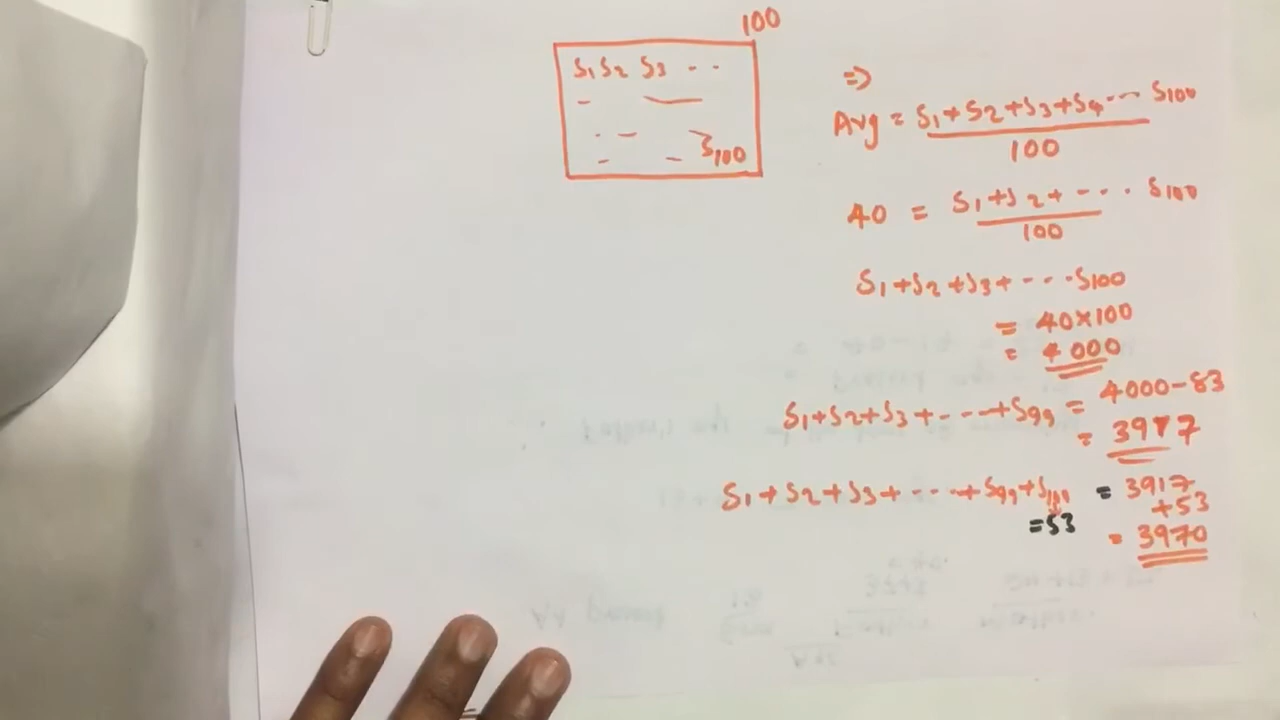 100
S1 S2 S3 - -
S100
=>
Avg = S1+S2+S3+S4.... S100
100
40 = S1+S2+---. S100
100
S1+S2+S3+---.S100
= 40×100
= 4000
S1+S2+S3+---+S99 = 4000-83
= 3917
S1+S2+S3+---+S99+S100 = 3917
+53
=53
= 3970